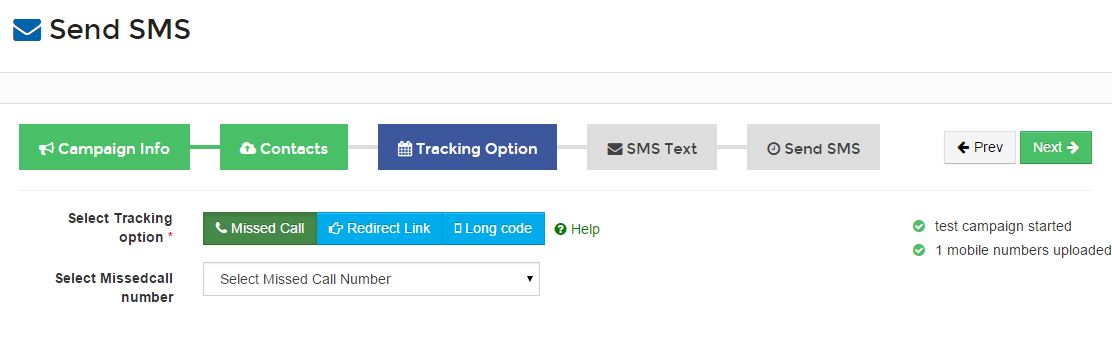 Send SMS
Campaign Info Contacts Tracking Option SMS Text Send SMS Prev Next
Select Tracking
option *
Missed Call Redirect Link Long code Help
test campaign started
1 mobile numbers uploaded
Select Missedcall
number
Select Missed Call Number